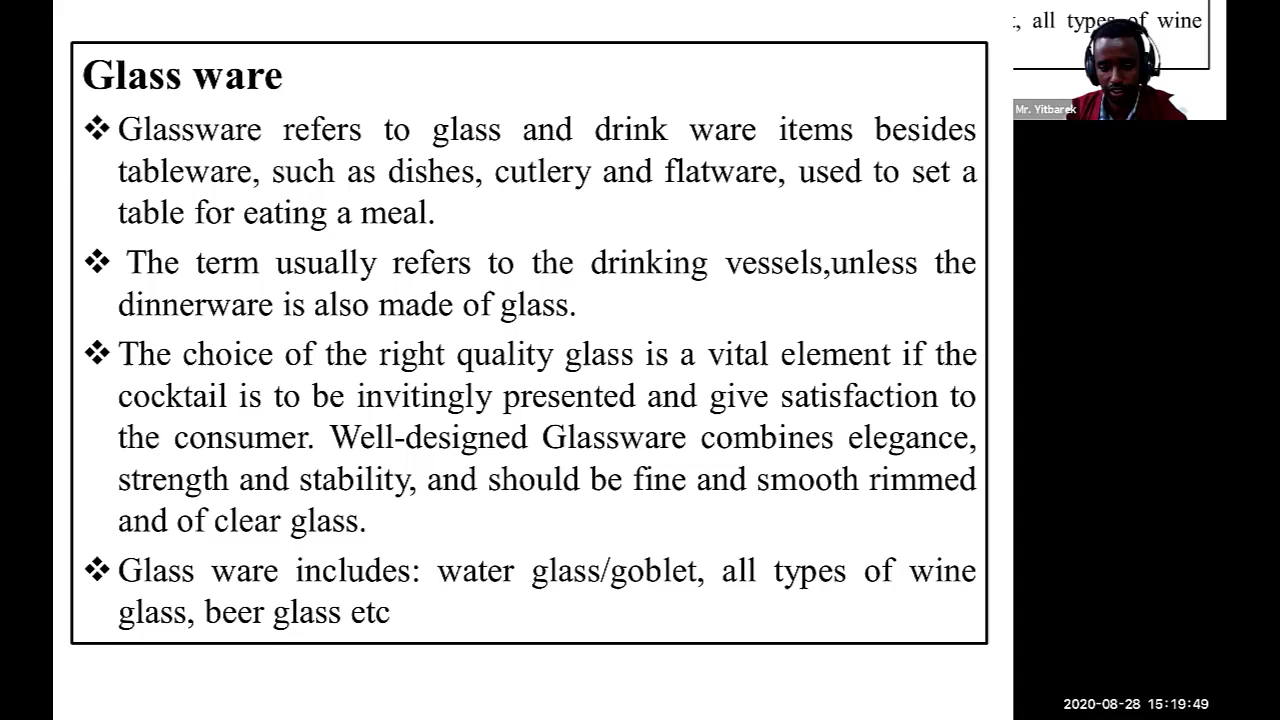 Glass ware
❖ Glassware refers to glass and drink ware items besides
tableware, such as dishes, cutlery and flatware, used to set a
table for eating a meal.
❖ The term usually refers to the drinking vessels,unless the
dinnerware is also made of glass.
❖ The choice of the right quality glass is a vital element if the
cocktail is to be invitingly presented and give satisfaction to
the consumer. Well-designed Glassware combines elegance,
strength and stability, and should be fine and smooth rimmed
and of clear glass.
❖ Glass ware includes: water glass/goblet, all types of wine
glass, beer glass etc
, all types of wine
Mr. Yitbarek
2020-08-28 15:19:49